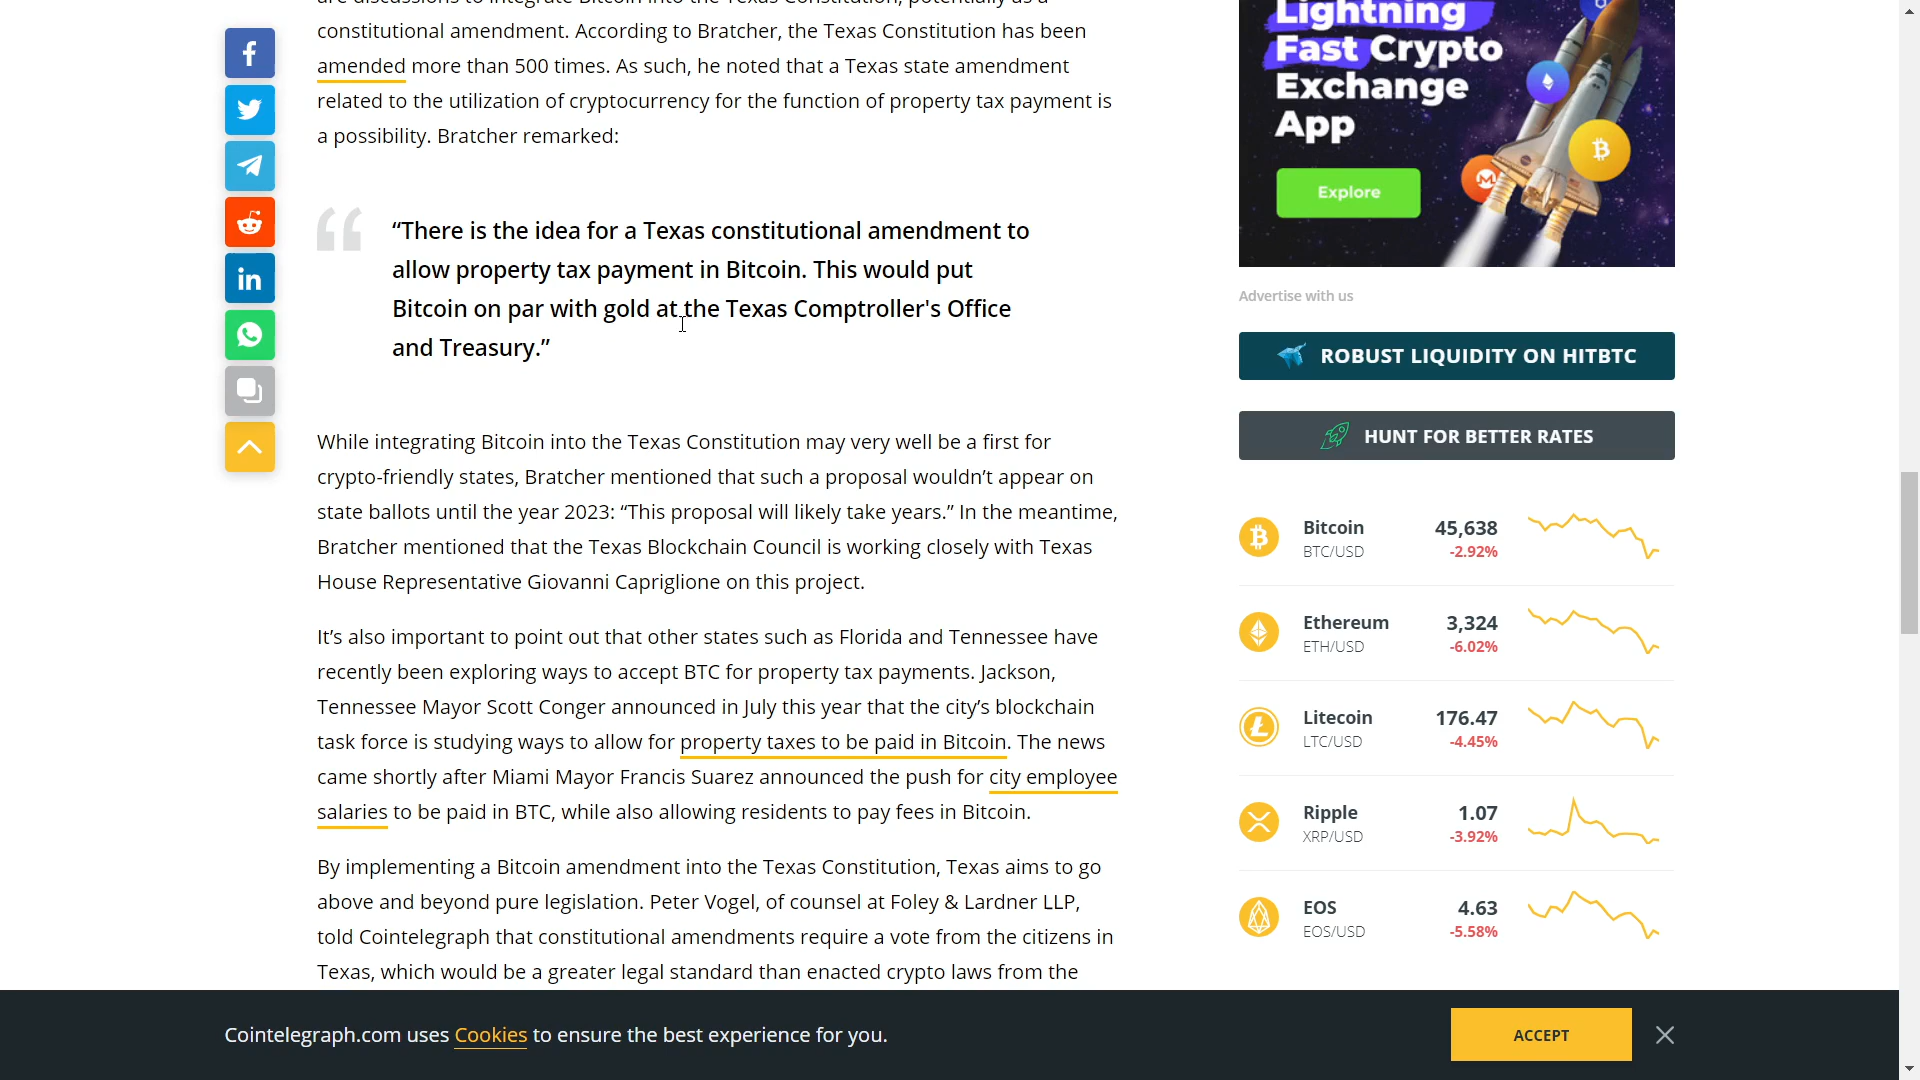 constitutional amendment. According to Bratcher, the Texas Constitution has been
amended more than 500 times. As such, he noted that a Texas state amendment
related to the utilization of cryptocurrency for the function of property tax payment is
a possibility. Bratcher remarked:
“There is the idea for a Texas constitutional amendment to
allow property tax payment in Bitcoin. This would put
Bitcoin on par with gold at the Texas Comptroller's Office
and Treasury.”
While integrating Bitcoin into the Texas Constitution may very well be a first for
crypto-friendly states, Bratcher mentioned that such a proposal wouldn’t appear on
state ballots until the year 2023: “This proposal will likely take years.” In the meantime,
Bratcher mentioned that the Texas Blockchain Council is working closely with Texas
House Representative Giovanni Capriglione on this project.
It’s also important to point out that other states such as Florida and Tennessee have
recently been exploring ways to accept BTC for property tax payments. Jackson,
Tennessee Mayor Scott Conger announced in July this year that the city’s blockchain
task force is studying ways to allow for property taxes to be paid in Bitcoin. The news
came shortly after Miami Mayor Francis Suarez announced the push for city employee
salaries to be paid in BTC, while also allowing residents to pay fees in Bitcoin.
By implementing a Bitcoin amendment into the Texas Constitution, Texas aims to go
above and beyond pure legislation. Peter Vogel, of counsel at Foley & Lardner LLP,
told Cointelegraph that constitutional amendments require a vote from the citizens in
Texas, which would be a greater legal standard than enacted crypto laws from the
Lightning
Fast Crypto
Exchange
App
Explore
Advertise with us
ROBUST LIQUIDITY ON HITBTC
HUNT FOR BETTER RATES
Bitcoin 45,638
BTC/USD -2.92%
Ethereum 3,324
ETH/USD -6.02%
Litecoin 176.47
LTC/USD -4.45%
Ripple 1.07
XRP/USD -3.92%
EOS 4.63
EOS/USD -5.58%
Cointelegraph.com uses Cookies to ensure the best experience for you.
ACCEPT